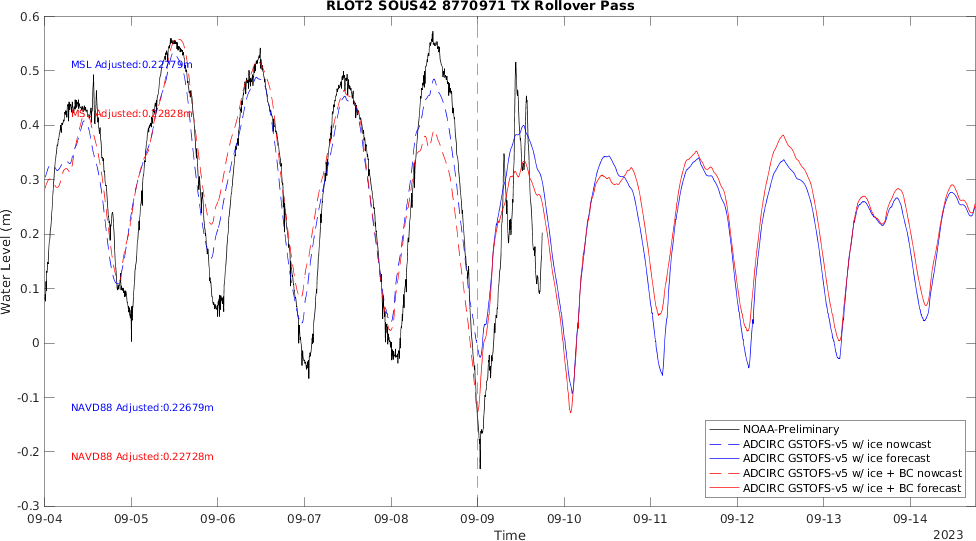 RLOT2 SOUS42 8770971 TX Rollover Pass
0.6
0.5
0.4
0.3
0.2
0.1
0
-0.1
-0.2
-0.3
Water Level (m)
MSL Adjusted:0.22779m
MSL Adjusted:0.22828m
NAVD88 Adjusted:0.22679m
NAVD88 Adjusted:0.22728m
NOAA-Preliminary
ADCIRC GSTOFS-v5 w/ ice nowcast
ADCIRC GSTOFS-v5 w/ ice forecast
ADCIRC GSTOFS-v5 w/ ice + BC nowcast
ADCIRC GSTOFS-v5 w/ ice + BC forecast
09-04 09-05 09-06 09-07 09-08 09-09 09-10 09-11 09-12 09-13 09-14
Time
2023